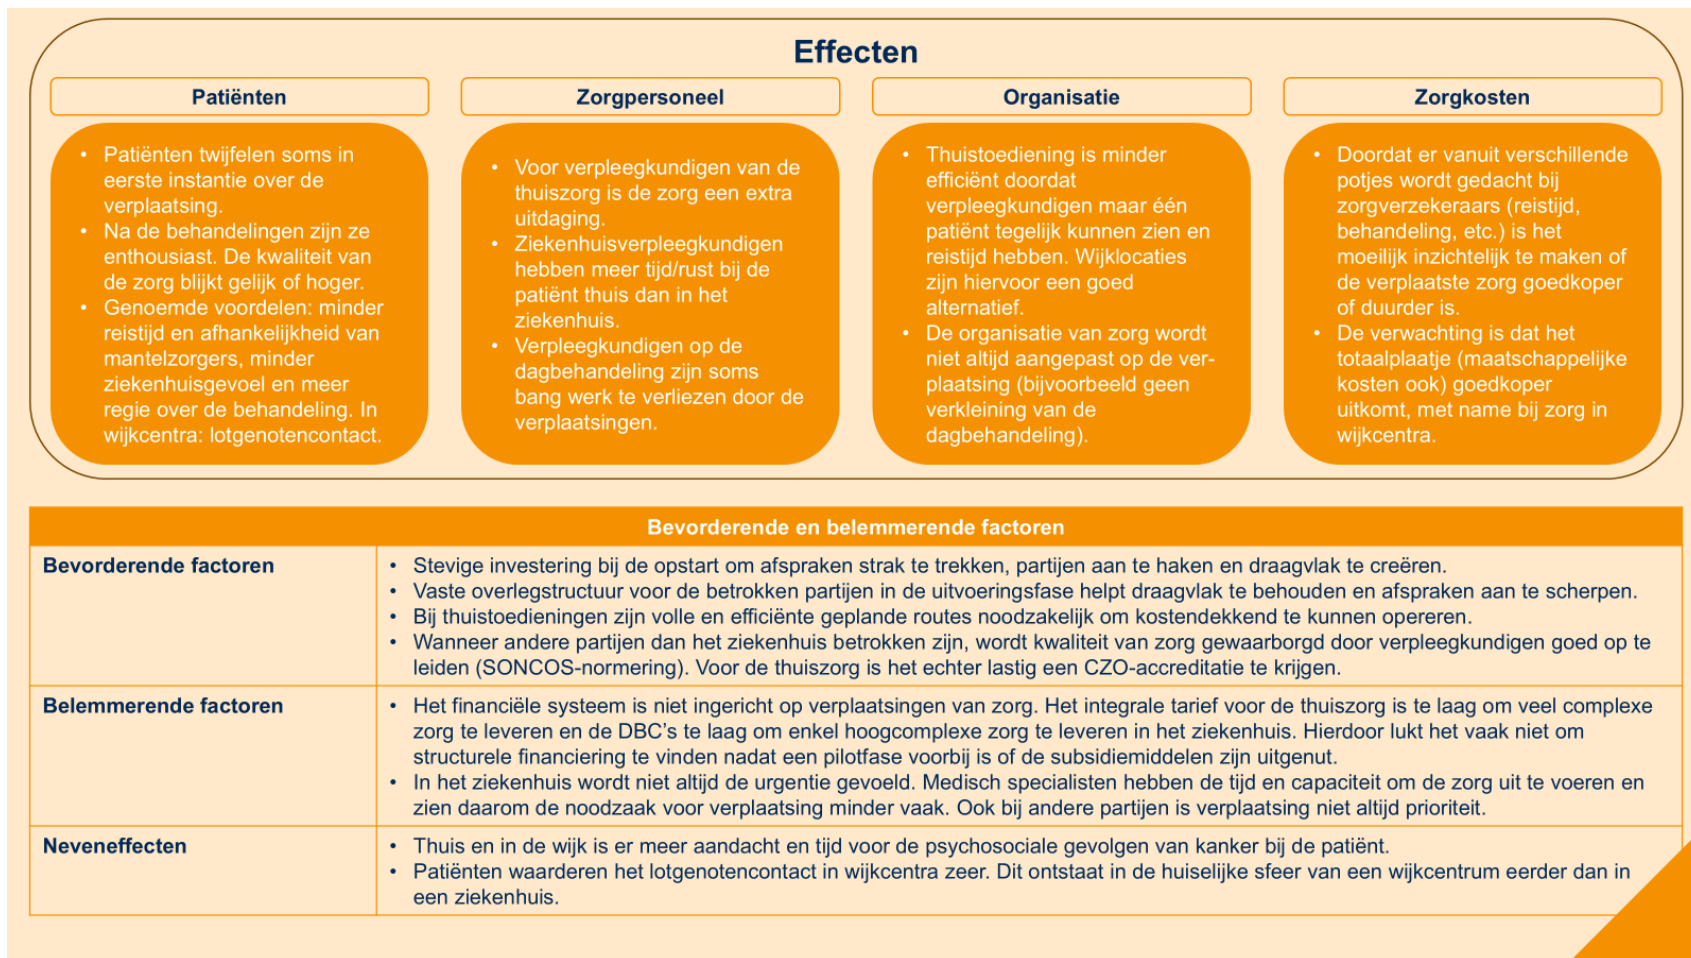 Effecten
Patiënten
• Patiënten twijfelen soms in
eerste instantie over de
verplaatsing.
• Na de behandelingen zijn ze
enthousiast. De kwaliteit van
de zorg blijkt gelijk of hoger.
• Genoemde voordelen: minder
reistijd en afhankelijkheid van
mantelzorgers, minder
ziekenhuisgevoel en meer
regie over de behandeling. In
wijkcentra: lotgenotencontact.
Zorgpersoneel
• Voor verpleegkundigen van de
thuiszorg is de zorg een extra
uitdaging.
• Ziekenhuisverpleegkundigen
hebben meer tijd/rust bij de
patiënt thuis dan in het
ziekenhuis.
• Verpleegkundigen op de
dagbehandeling zijn soms
bang werk te verliezen door de
verplaatsingen.
Organisatie
• Thuistoediening is minder
efficiënt doordat
verpleegkundigen maar één
patiënt tegelijk kunnen zien en
reistijd hebben. Wijklocaties
zijn hiervoor een goed
alternatief.
• De organisatie van zorg wordt
niet altijd aangepast op de ver-
plaatsing (bijvoorbeeld geen
verkleining van de
dagbehandeling).
Zorgkosten
• Doordat er vanuit verschillende
potjes wordt gedacht bij
zorgverzekeraars (reistijd,
behandeling, etc.) is het
moeilijk inzichtelijk te maken of
de verplaatste zorg goedkoper
of duurder is.
• De verwachting is dat het
totaalplaatje (maatschappelijke
kosten ook) goedkoper
uitkomt, met name bij zorg in
wijkcentra.
Bevorderende en belemmerende factoren
Bevorderende factoren
• Stevige investering bij de opstart om afspraken strak te trekken, partijen aan te haken en draagvlak te creëren.
• Vaste overlegstructuur voor de betrokken partijen in de uitvoeringsfase helpt draagvlak te behouden en afspraken aan te scherpen.
• Bij thuistoedieningen zijn volle en efficiënte geplande routes noodzakelijk om kostendekkend te kunnen opereren.
• Wanneer andere partijen dan het ziekenhuis betrokken zijn, wordt kwaliteit van zorg gewaarborgd door verpleegkundigen goed op te
leiden (SONCOS-normering). Voor de thuiszorg is het echter lastig een CZO-accreditatie te krijgen.
Belemmerende factoren
• Het financiële systeem is niet ingericht op verplaatsingen van zorg. Het integrale tarief voor de thuiszorg is te laag om veel complexe
zorg te leveren en de DBC's te laag om enkel hoogcomplexe zorg te leveren in het ziekenhuis. Hierdoor lukt het vaak niet om
structurele financiering te vinden nadat een pilotfase voorbij is of de subsidiemiddelen zijn uitgenut.
• In het ziekenhuis wordt niet altijd de urgentie gevoeld. Medisch specialisten hebben de tijd en capaciteit om de zorg uit te voeren en
zien daarom de noodzaak voor verplaatsing minder vaak. Ook bij andere partijen is verplaatsing niet altijd prioriteit.
Neveneffecten
• Thuis en in de wijk is er meer aandacht en tijd voor de psychosociale gevolgen van kanker bij de patiënt.
• Patiënten waarderen het lotgenotencontact in wijkcentra zeer. Dit ontstaat in de huiselijke sfeer van een wijkcentrum eerder dan in
een ziekenhuis.